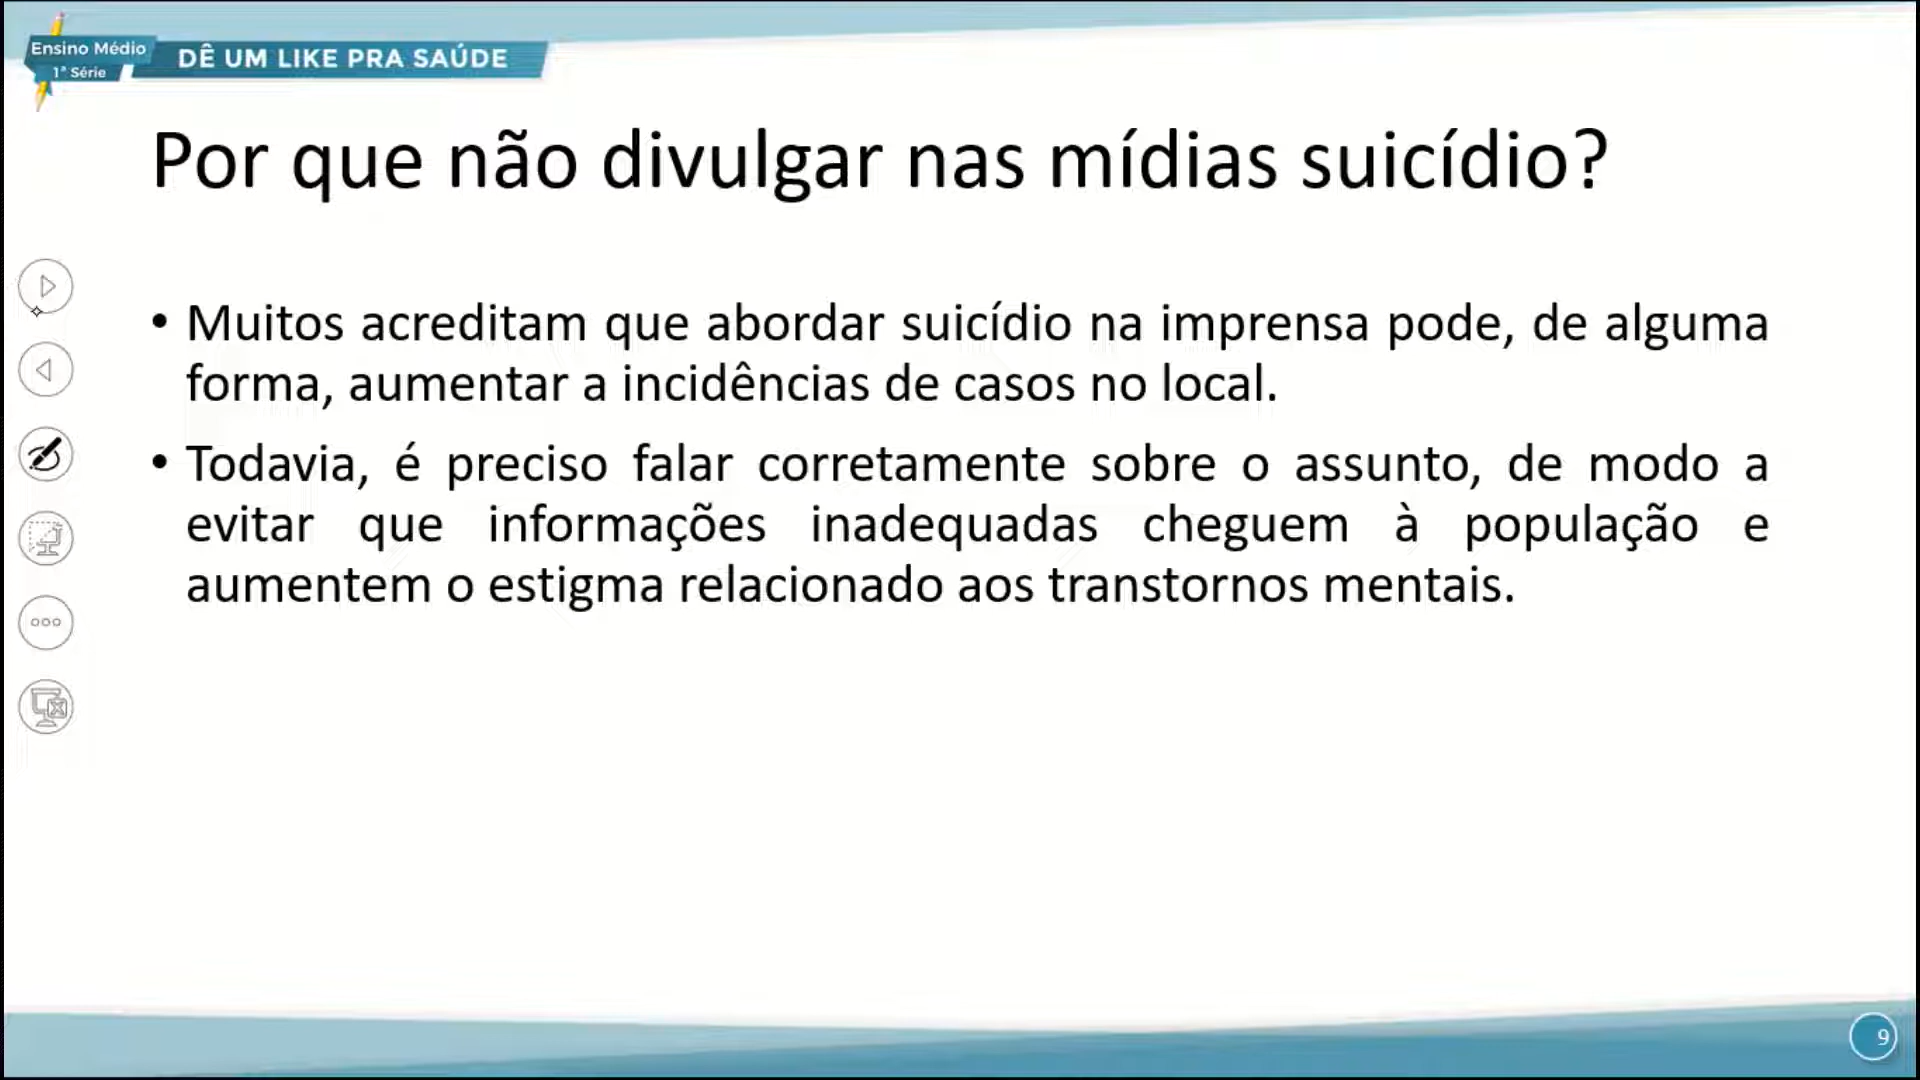 Ensino Médio
1ª Série
DÊ UM LIKE PRA SAÚDE
Por que não divulgar nas mídias suicídio?
• Muitos acreditam que abordar suicídio na imprensa pode, de alguma
forma, aumentar a incidências de casos no local.
• Todavia, é preciso falar corretamente sobre o assunto, de modo a
evitar que informações inadequadas cheguem à população e
aumentem o estigma relacionado aos transtornos mentais.
9